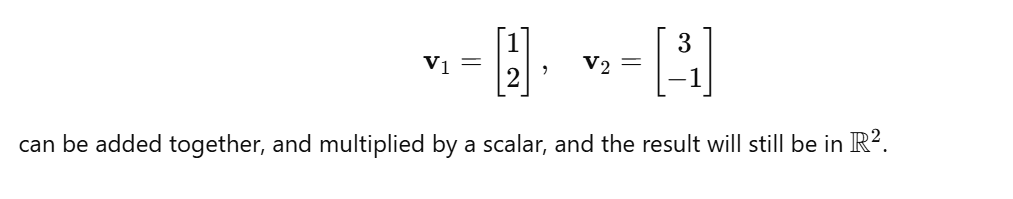 v₁ = [1 2], v₂ = [3 −1]
can be added together, and multiplied by a scalar, and the result will still be in ℝ².